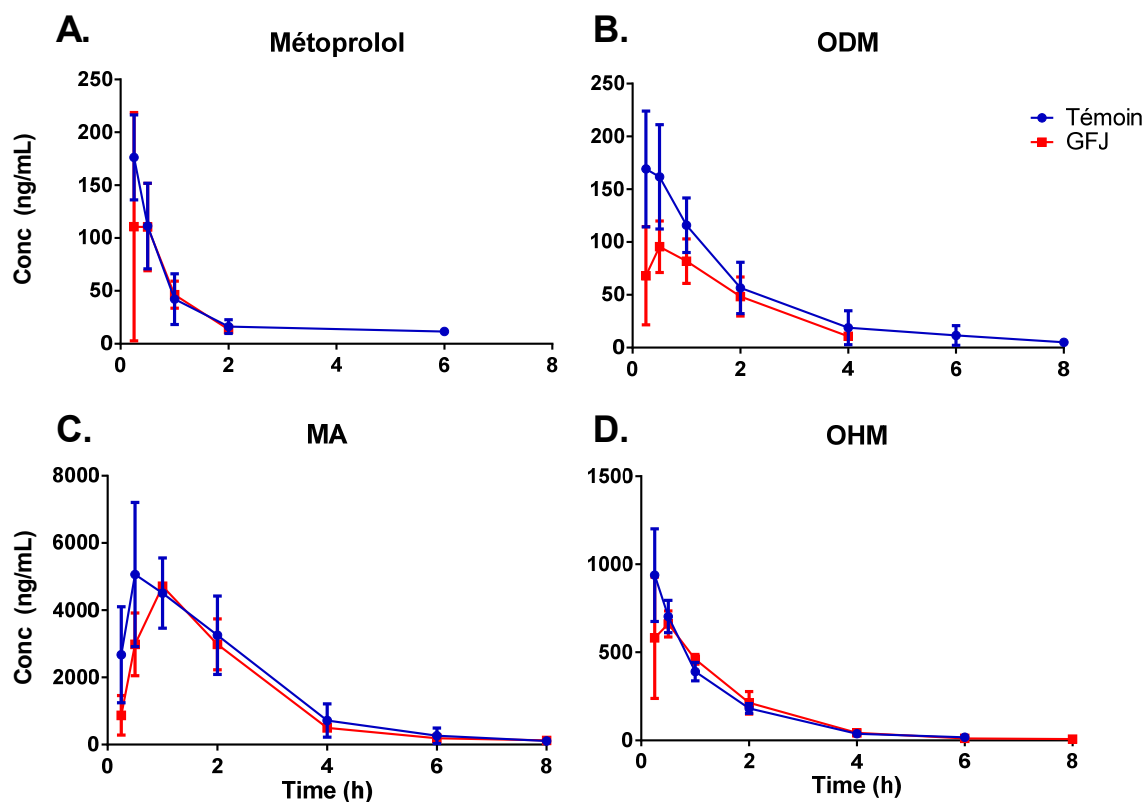 A.
Métoprolol
Conc (ng/mL)
250
200
150
100
50
0
0 2 4 6 8
B.
ODM
250
200
150
100
50
0
0 2 4 6 8
Témoin
GFJ
C.
MA
Conc (ng/mL)
8000
6000
4000
2000
0
0 2 4 6 8
Time (h)
D.
OHM
1500
1000
500
0
0 2 4 6 8
Time (h)